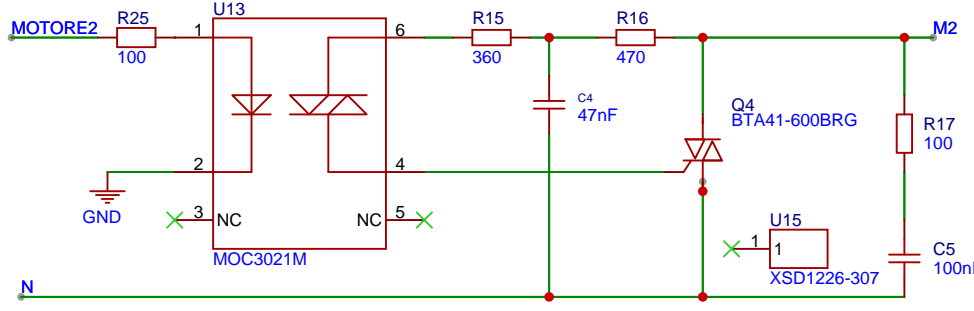 MOTORE2
R25
100
U13
1
6
2
4
3
NC
NC
5
MOC3021M
GND
R15
360
R16
470
C4
47nF
M2
Q4
BTA41-600BRG
R17
100
U15
1
1
XSD1226-307
C5
100n
N